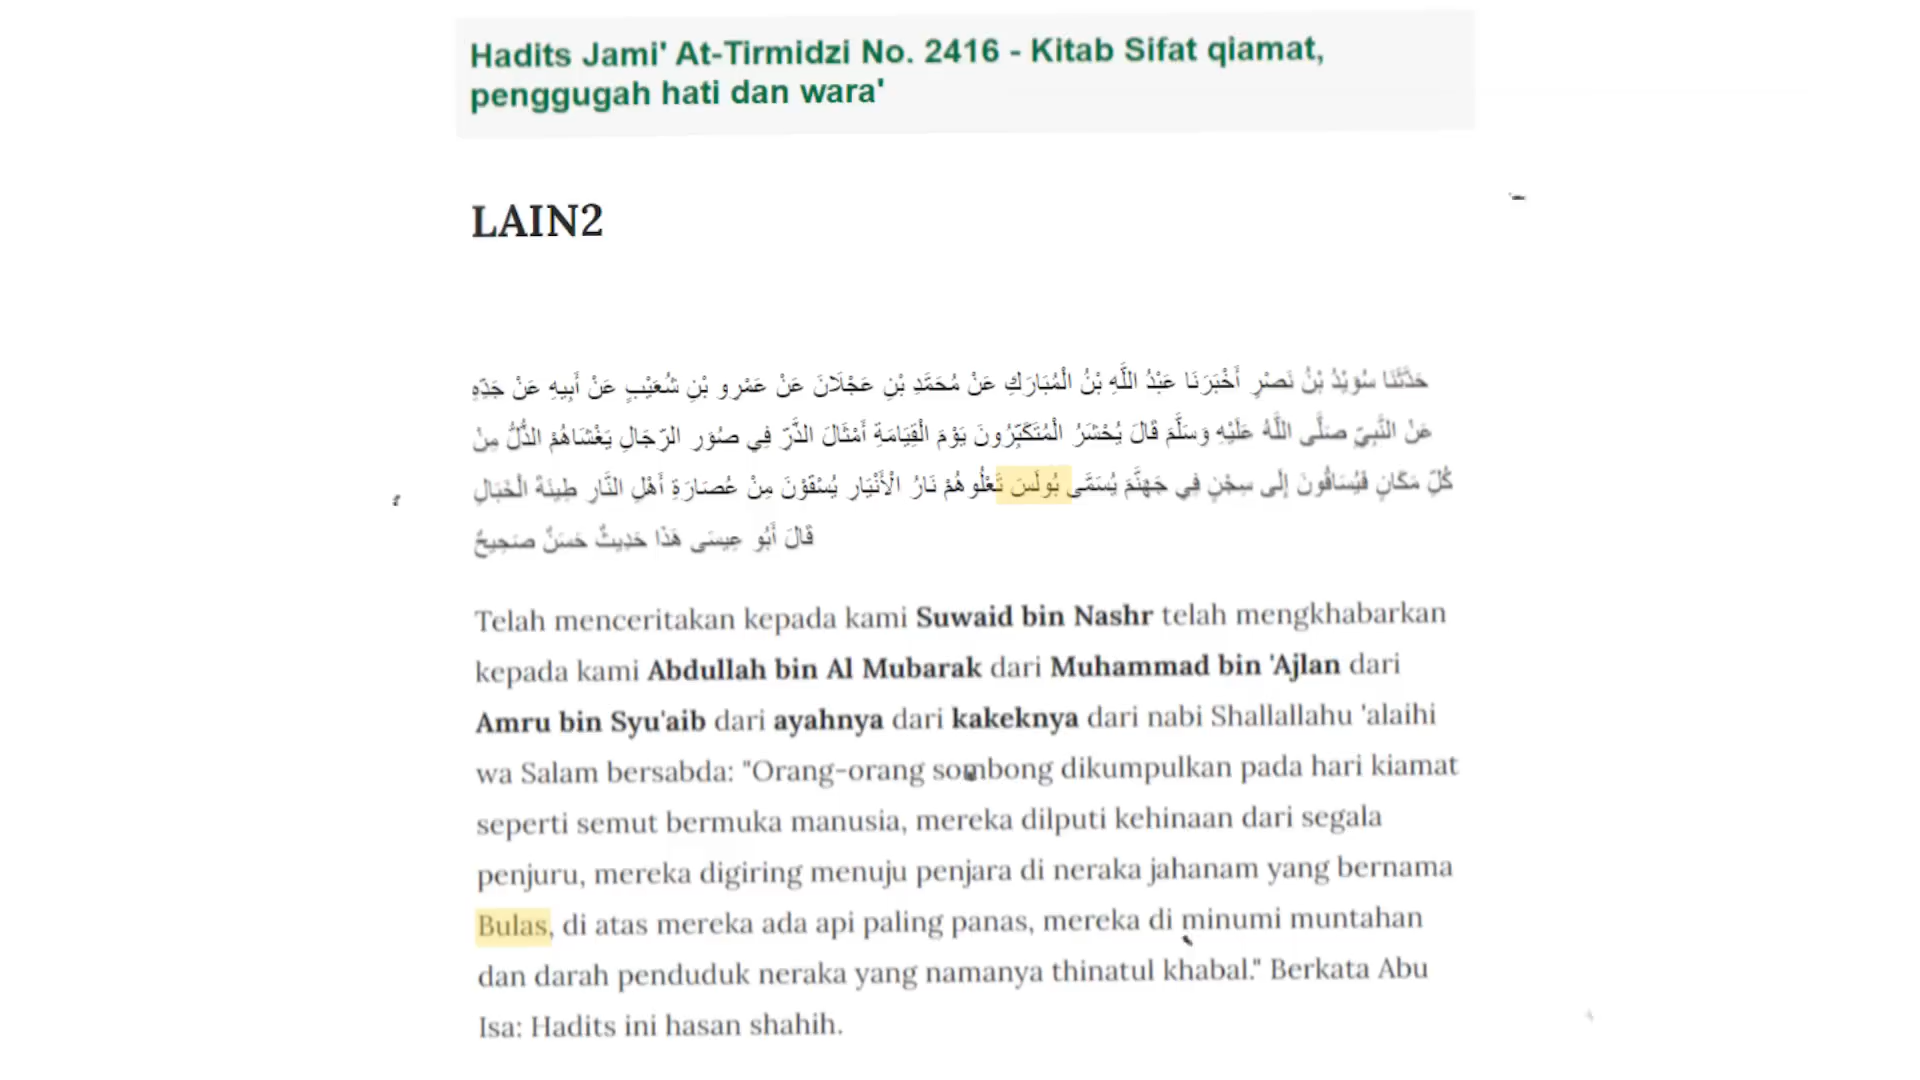 Hadits Jami' At-Tirmidzi No. 2416 - Kitab Sifat qiamat,
penggugah hati dan wara'
LAIN2
حَدَّثَنَا سُوَيْدُ بْنُ نَصْرٍ أَخْبَرَنَا عَبْدُ اللَّهِ بْنُ الْمُبَارَكِ عَنْ مُحَمَّدِ بْنِ عَجْلَانَ عَنْ عَمْرِو بْنِ شُعَيْبٍ عَنْ أَبِيهِ عَنْ جَدِّهِ
عَنْ النَّبِيِّ صَلَّى اللَّهُ عَلَيْهِ وَسَلَّمَ قَالَ يُحْشَرُ الْمُتَكَبِّرُونَ يَوْمَ الْقِيَامَةِ أَمْثَالَ الذَّرِّ فِي صُوَرِ الرِّجَالِ يَغْشَاهُمْ الذُّلُّ مِنْ
كُلِّ مَكَانٍ فَيُسَاقُونَ إِلَى سِجْنٍ فِي جَهَنَّمَ يُسَمَّى بُولَسَ تَعْلُوهُمْ نَارُ الْأَنْيَارِ يُسْقَوْنَ مِنْ عُصَارَةِ أَهْلِ النَّارِ طِينَةَ الْخَبَالِ
قَالَ أَبُو عِيسَى هَذَا حَدِيثٌ حَسَنٌ صَحِيحٌ
Telah menceritakan kepada kami Suwaid bin Nashr telah mengkhabarkan
kepada kami Abdullah bin Al Mubarak dari Muhammad bin 'Ajlan dari
Amru bin Syu'aib dari ayahnya dari kakeknya dari nabi Shallallahu 'alaihi
wa Salam bersabda: "Orang-orang sombong dikumpulkan pada hari kiamat
seperti semut bermuka manusia, mereka dilputi kehinaan dari segala
penjuru, mereka digiring menuju penjara di neraka jahanam yang bernama
Bulas, di atas mereka ada api paling panas, mereka di minumi muntahan
dan darah penduduk neraka yang namanya thinatul khabal." Berkata Abu
Isa: Hadits ini hasan shahih.